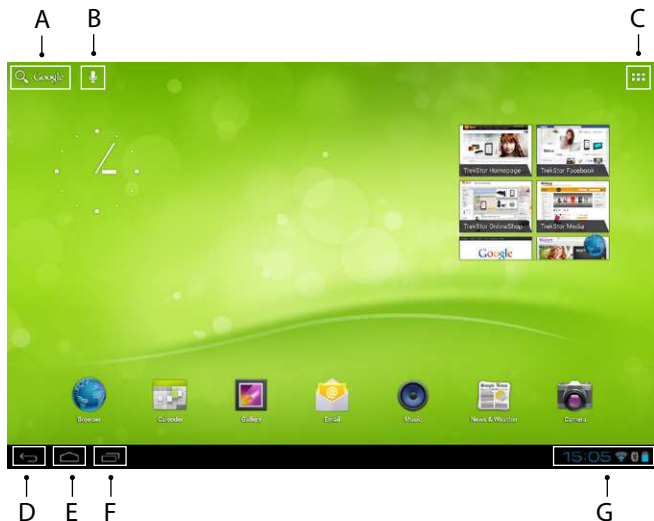 A B C
Google
TrekStor Homepage TrekStor Facebook
TrekStor OnlineShop TrekStor Media
Google
Browser Calendar Gallery Email Music News & Weather Camera
15:05
D E F G